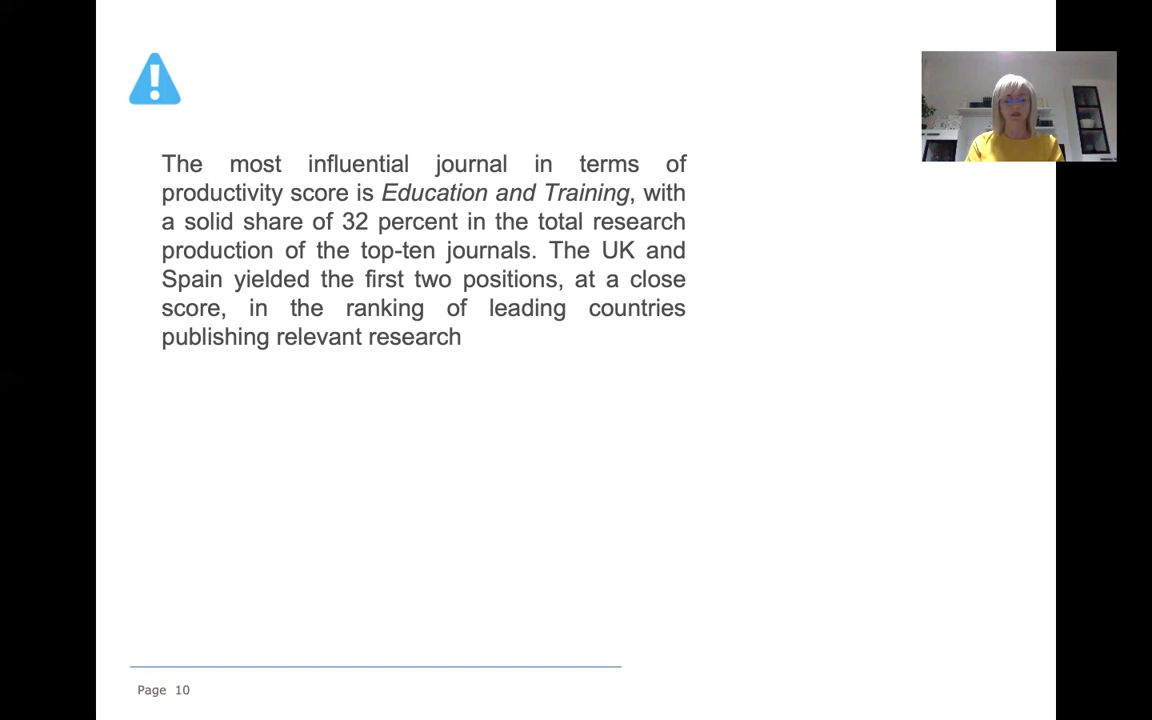 The most influential journal in terms of
productivity score is Education and Training, with
a solid share of 32 percent in the total research
production of the top-ten journals. The UK and
Spain yielded the first two positions, at a close
score, in the ranking of leading countries
publishing relevant research
Page 10